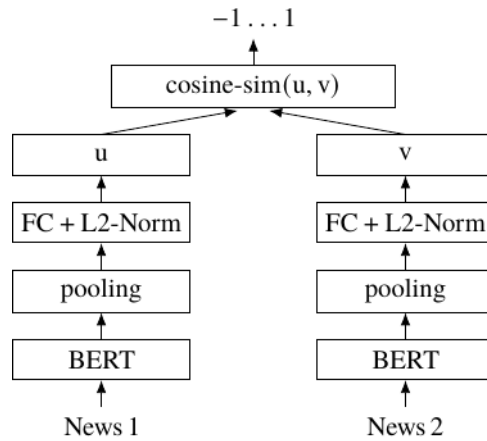 −1 … 1
cosine-sim(u, v)
u
v
FC + L2-Norm
FC + L2-Norm
pooling
pooling
BERT
BERT
News 1
News 2